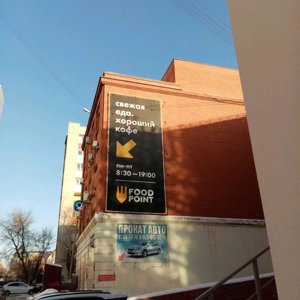 свежая
еда,
хороший
кофе
пн-пт
8:30 – 19:00
FOOD
POINT
ПРОКАТ АВТО